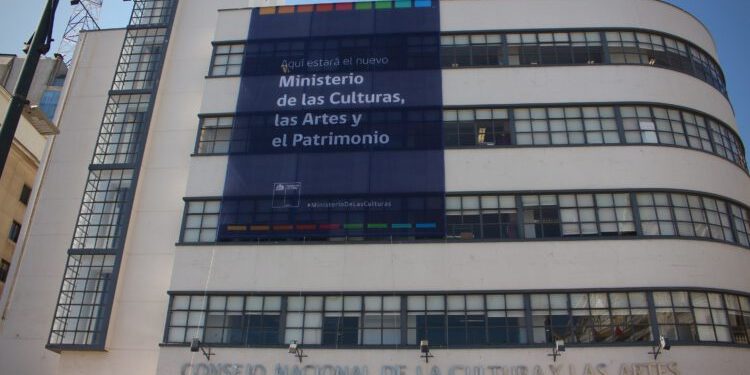 Aquí estará el nuevo
Ministerio
de las Culturas,
las Artes y
el Patrimonio
#MinisterioDeLasCulturas
CONSEJO NACIONAL DE LA CULTURA Y LAS ARTES